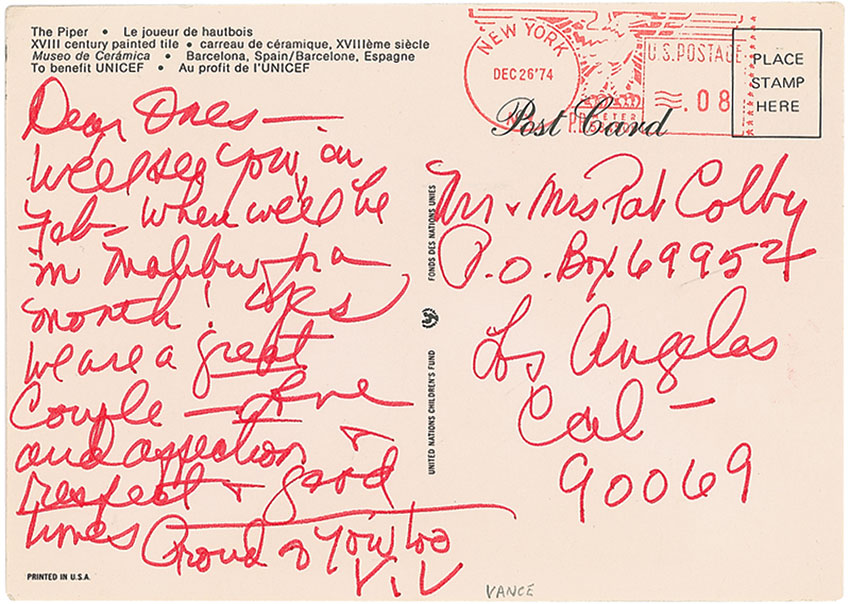 The Piper • Le joueur de hautbois
XVIII century painted tile • carreau de céramique, XVIIIème siècle
Museo de Cerámica • Barcelona, Spain/Barcelone, Espagne
To benefit UNICEF • Au profit de l'UNICEF
Dear Ones —
We'll see you in
Feb — when we'll be
in Malibu for a
month! Yes
we are a great
Couple — Love
and affection &
respect & good
times Proud of you too
Viv
PRINTED IN U.S.A.
UNITED NATIONS CHILDREN'S FUND
FONDS DES NATIONS UNIES
NEW YORK
DEC 26 '74
U.S. POSTAGE
.08
PLACE
STAMP
HERE
Post Card
Mr & Mrs Pat Colby
P.O. Box 69952
Los Angeles
Cal —
90069
VANCE